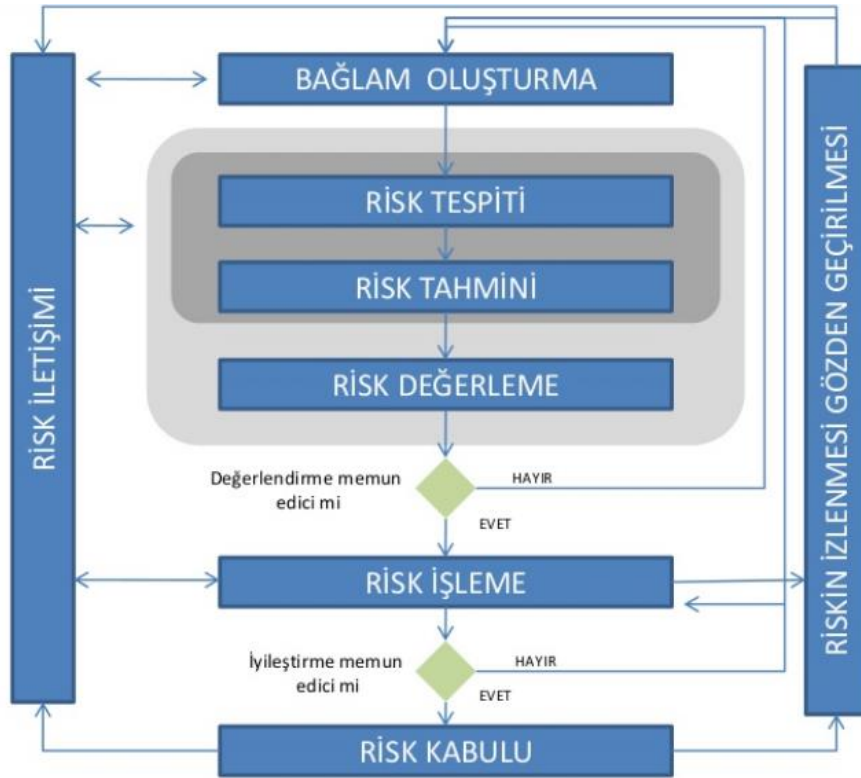 BAĞLAM OLUŞTURMA
RİSK TESPİTİ
RİSK TAHMİNİ
RİSK DEĞERLEME
Değerlendirme memun
edici mi
HAYIR
EVET
RİSK İŞLEME
İyileştirme memun
edici mi
HAYIR
EVET
RİSK KABULU
RİSK İLETİŞİMİ
RİSKİN İZLENMESİ GÖZDEN GEÇİRİLMESİ